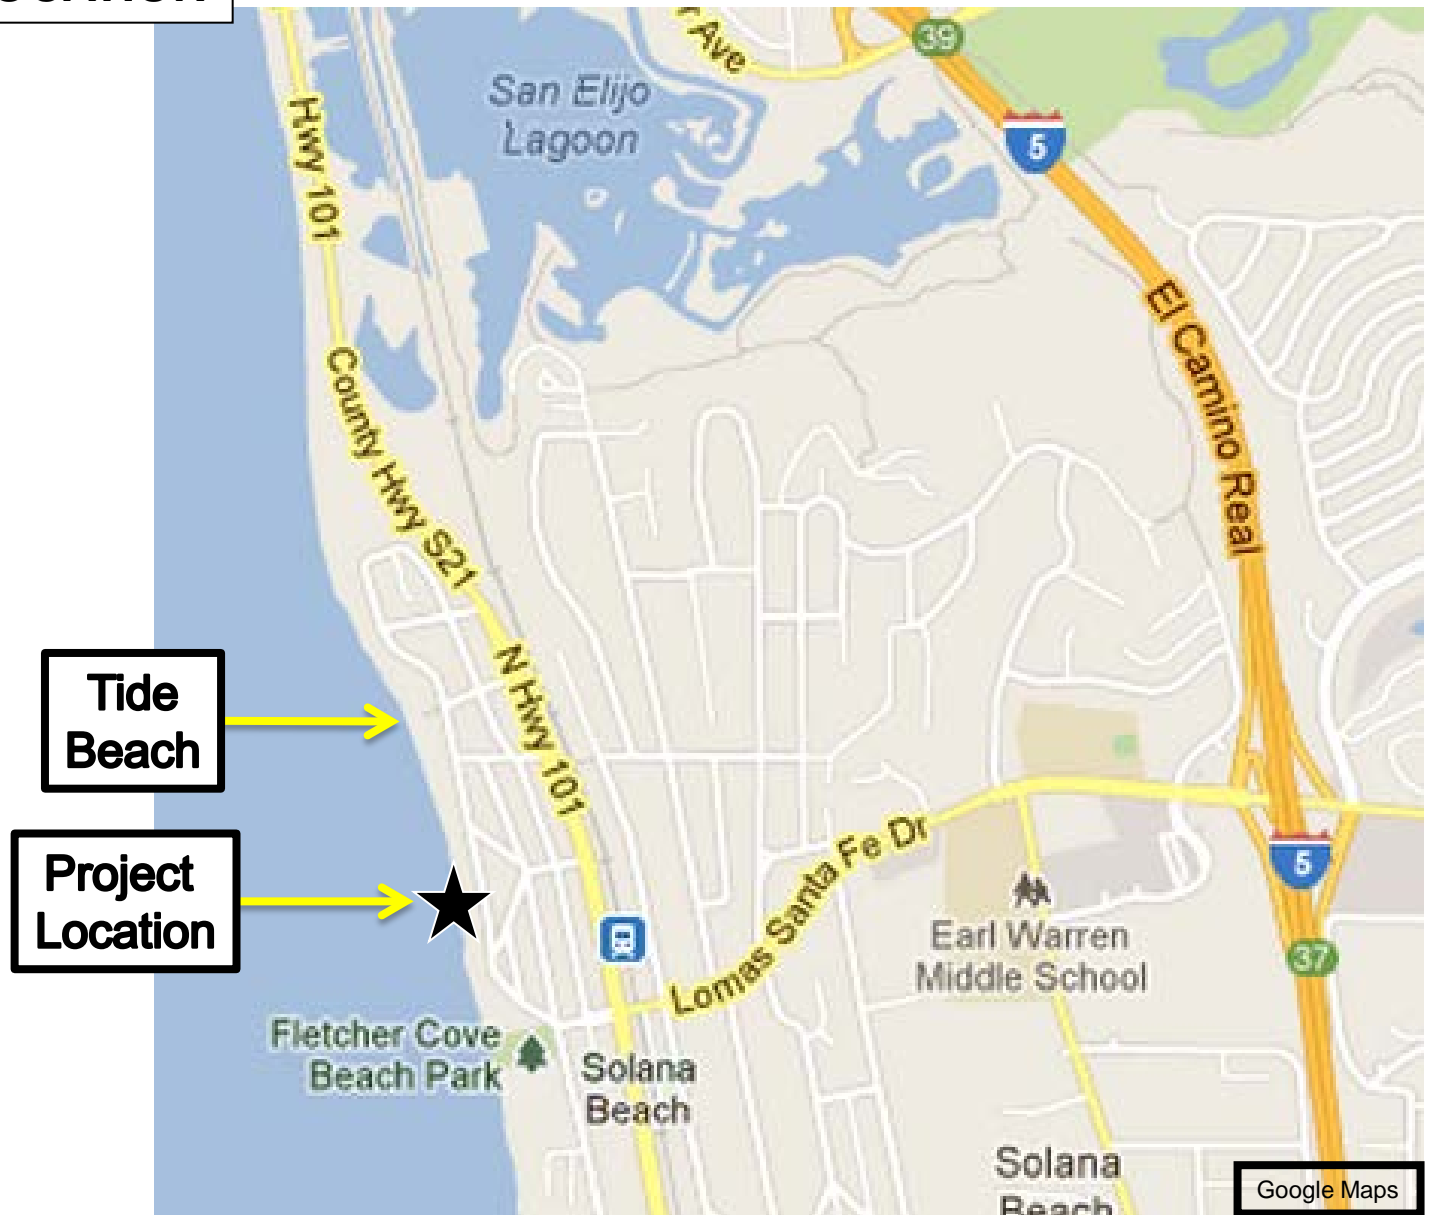 Ave
39
San Elijo
Lagoon
5
Hwy 101
El Camino Real
County Hwy S21
N Hwy 101
Tide
Beach
Project
Location
Lomas Santa Fe Dr
5
Earl Warren
Middle School
37
Fletcher Cove
Beach Park
Solana
Beach
Solana
Beach
Google Maps